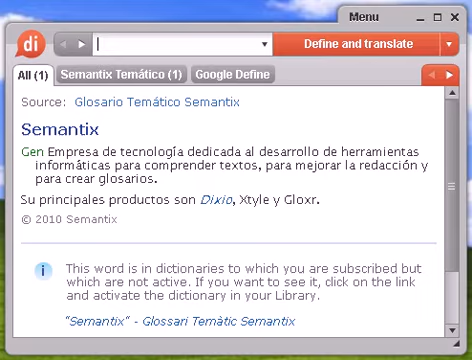 Menu
di
Define and translate
All (1)
Semantix Temático (1)
Google Define
Source: Glosario Temático Semantix
Semantix
Gen Empresa de tecnología dedicada al desarrollo de herramientas
informáticas para comprender textos, para mejorar la redacción y
para crear glosarios.
Su principales producto son Dixio, Xtyle y Gloxr.
© 2010 Semantix
i
This word is in dictionaries to which you are subscribed but
which are not active. If you want to see it, click on the link
and activate the dictionary in your Library.
"Semantix" - Glossari Temàtic Semantix